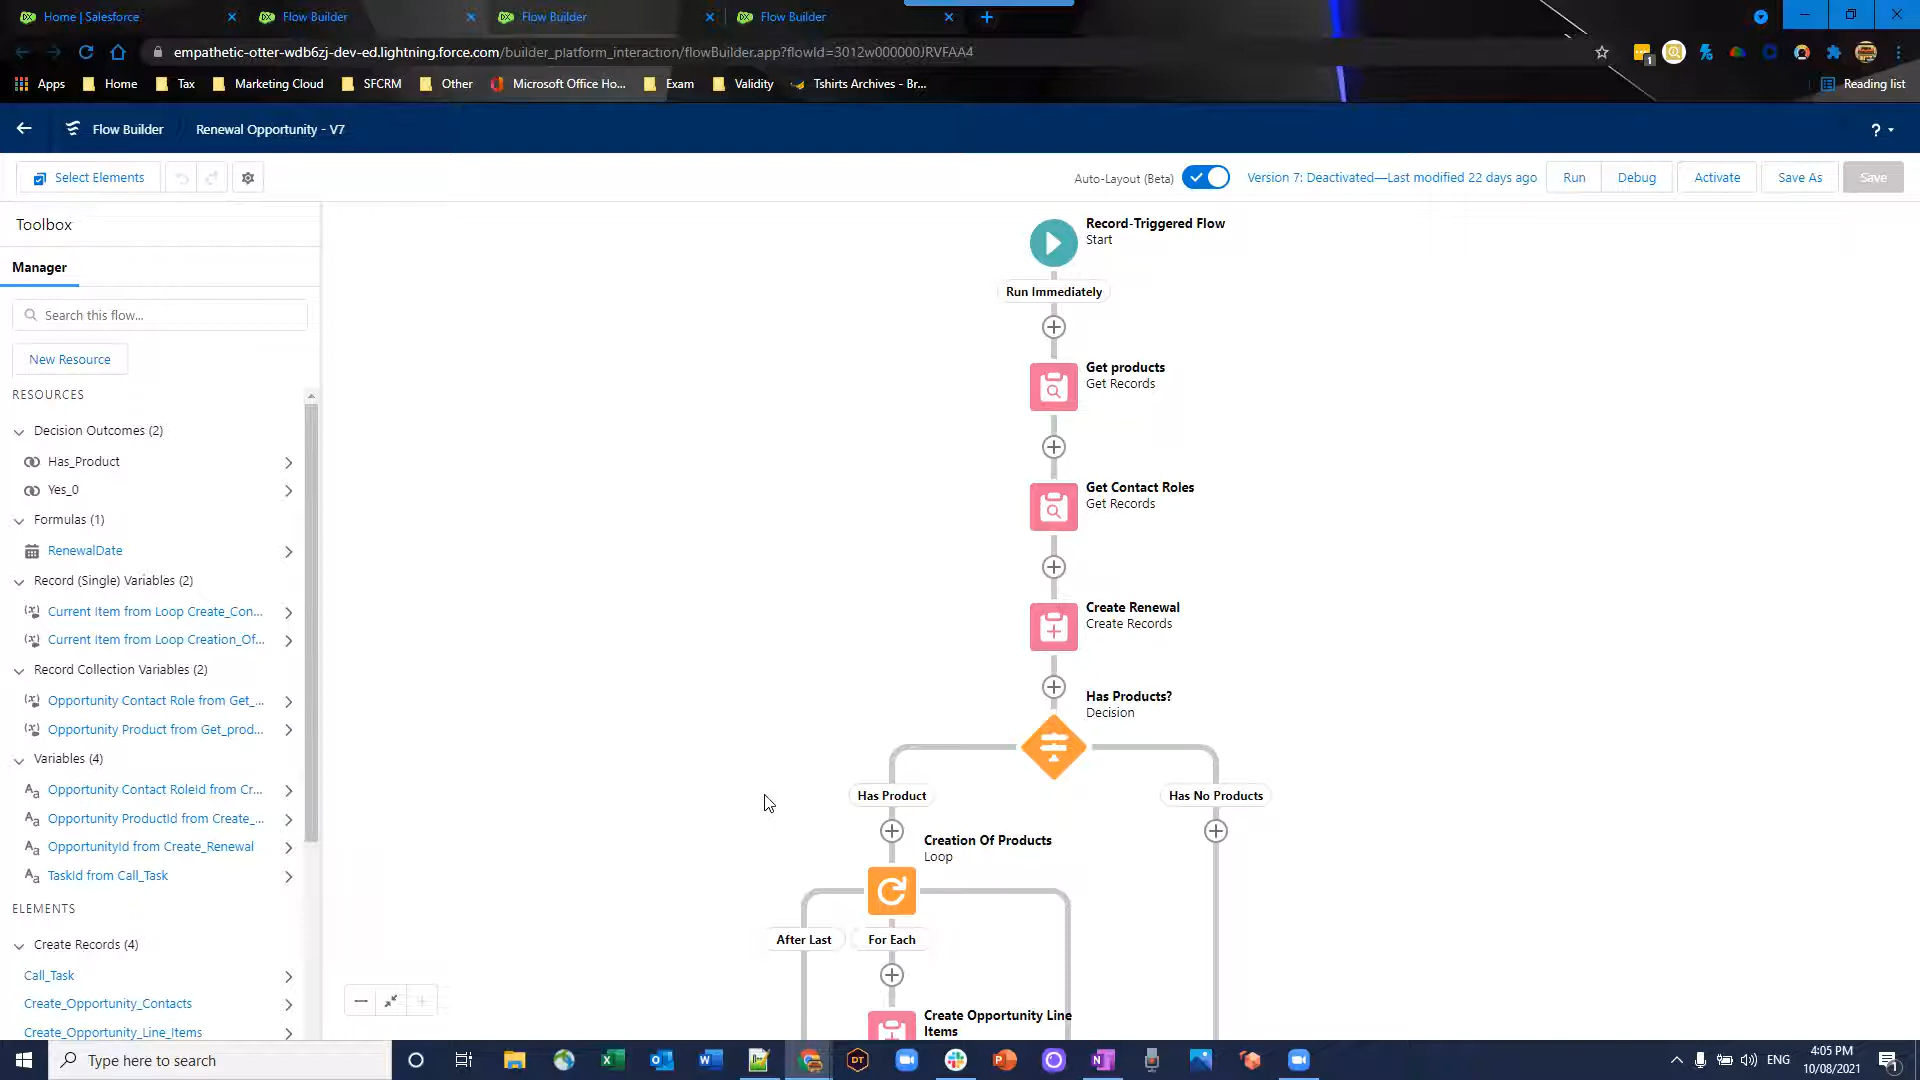 Home | Salesforce
Flow Builder
Flow Builder
Flow Builder
empathetic-otter-wdb6zj-dev-ed.lightning.force.com/builder_platform_interaction/flowBuilder.app?flowId=3012w000000JRVFAA4
Apps
Home
Tax
Marketing Cloud
SFCRM
Other
Microsoft Office Ho...
Exam
Validity
Tshirts Archives - Br...
Reading list
Flow Builder
Renewal Opportunity - V7
?
Select Elements
Auto-Layout (Beta)
Version 7: Deactivated—Last modified 22 days ago
Run
Debug
Activate
Save As
Save
Toolbox
Manager
Search this flow...
New Resource
RESOURCES
Decision Outcomes (2)
Has_Product
Yes_0
Formulas (1)
RenewalDate
Record (Single) Variables (2)
Current Item from Loop Create_Con...
Current Item from Loop Creation_Of...
Record Collection Variables (2)
Opportunity Contact Role from Get_...
Opportunity Product from Get_prod...
Variables (4)
Opportunity Contact RoleId from Cr...
Opportunity ProductId from Create_...
OpportunityId from Create_Renewal
TaskId from Call_Task
ELEMENTS
Create Records (4)
Call_Task
Create_Opportunity_Contacts
Create_Opportunity_Line_Items
Record-Triggered Flow
Start
Run Immediately
Get products
Get Records
Get Contact Roles
Get Records
Create Renewal
Create Records
Has Products?
Decision
Has Product
Has No Products
Creation Of Products
Loop
After Last
For Each
Create Opportunity Line
Items
Type here to search
DT
ENG
4:05 PM
10/08/2021
1